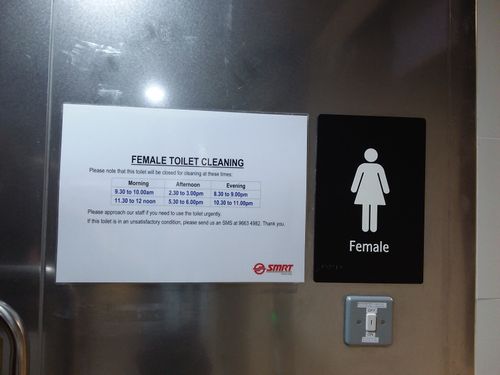 FEMALE TOILET CLEANING
Please note that this toilet will be closed for cleaning at these times:
Morning Afternoon Evening
9.30 to 10.00am 2.30 to 3.00pm 8.30 to 9.00pm
11.30 to 12 noon 5.30 to 6.00pm 10.30 to 11.00pm
Please approach our staff if you need to use the toilet urgently.
If this toilet is in an unsatisfactory condition, please send us an SMS at 9663 4982. Thank you.
SMRT
Female
OFF
ON